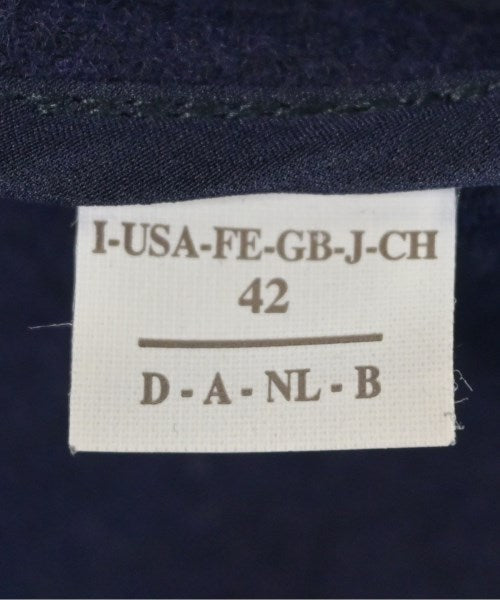 I-USA-FE-GB-J-CH
42
D - A - NL - B